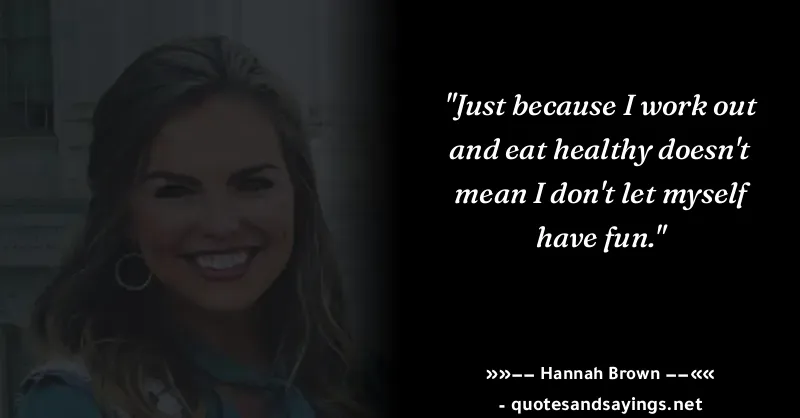 "Just because I work out
and eat healthy doesn't
mean I don't let myself
have fun."
»»−− Hannah Brown −−««
- quotesandsayings.net